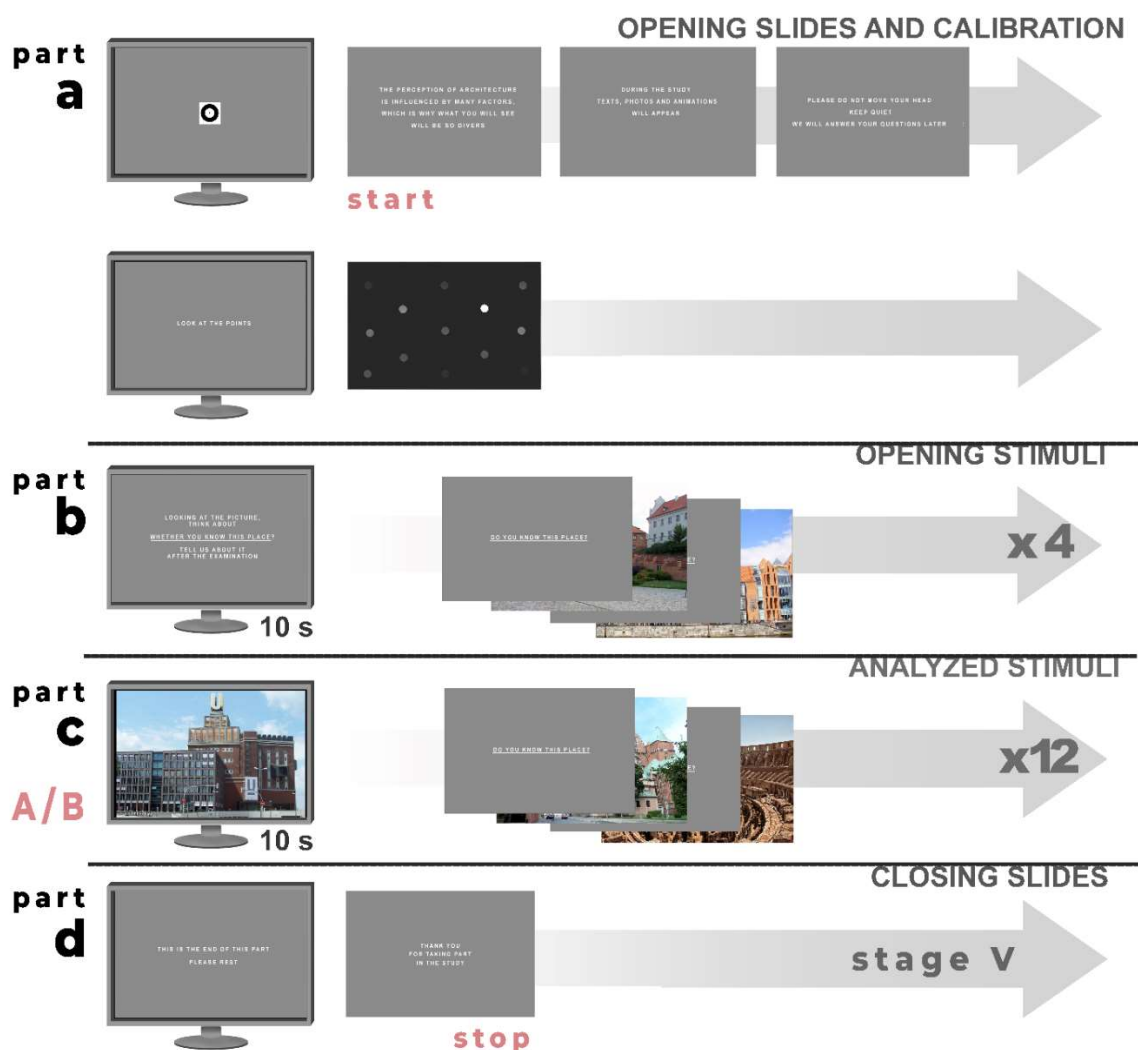 OPENING SLIDES AND CALIBRATION
part
a
THE PERCEPTION OF ARCHITECTURE
IS INFLUENCED BY MANY FACTORS,
WHICH IS WHY WHAT YOU WILL SEE
WILL BE SO DIVERS
DURING THE STUDY
TEXTS, PHOTOS AND ANIMATIONS
WILL APPEAR
PLEASE DO NOT MOVE YOUR HEAD
KEEP QUIET
WE WILL ANSWER YOUR QUESTIONS LATER
start
LOOK AT THE POINTS
OPENING STIMULI
part
b
LOOKING AT THE PICTURE,
THINK ABOUT
WHETHER YOU KNOW THIS PLACE?
TELL US ABOUT IT
AFTER THE EXAMINATION
10 s
DO YOU KNOW THIS PLACE?
E?
x 4
ANALYZED STIMULI
part
c
A/B
U
U
10 s
DO YOU KNOW THIS PLACE?
E?
x12
CLOSING SLIDES
part
d
THIS IS THE END OF THIS PART
PLEASE REST
THANK YOU
FOR TAKING PART
IN THE STUDY
stop
stage V